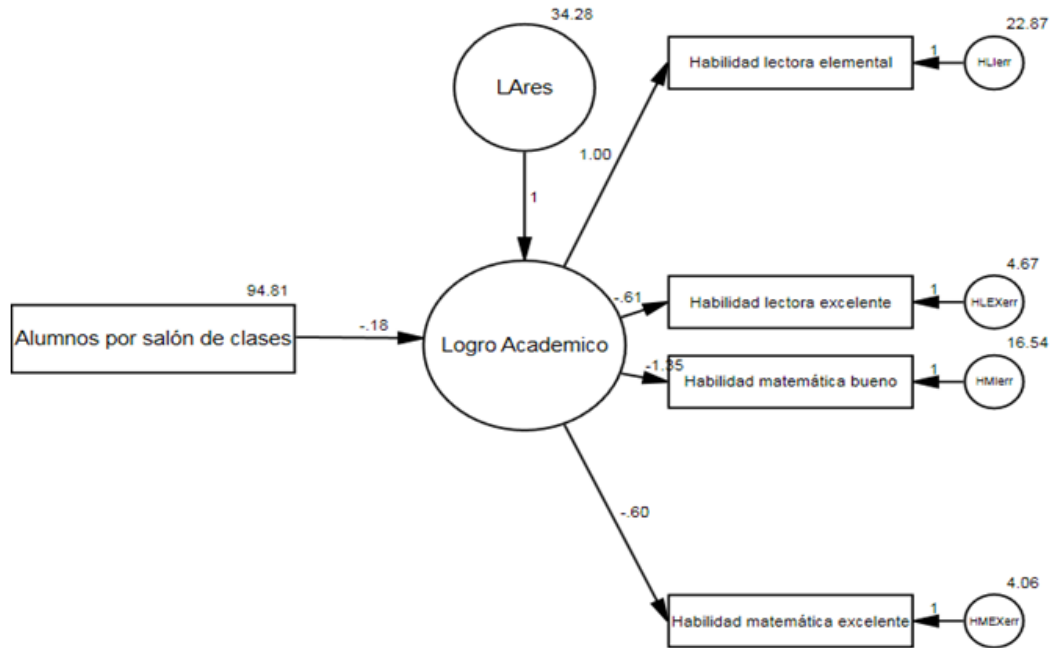 34.28
LAres
1
Habilidad lectora elemental
1
HLIerr
22.87
1.00
94.81
Alumnos por salón de clases
-.18
Logro Academico
-.61
Habilidad lectora excelente
1
HLEXerr
4.67
-1.35
Habilidad matemática bueno
1
HMIerr
16.54
-.60
Habilidad matemática excelente
1
HMEXerr
4.06